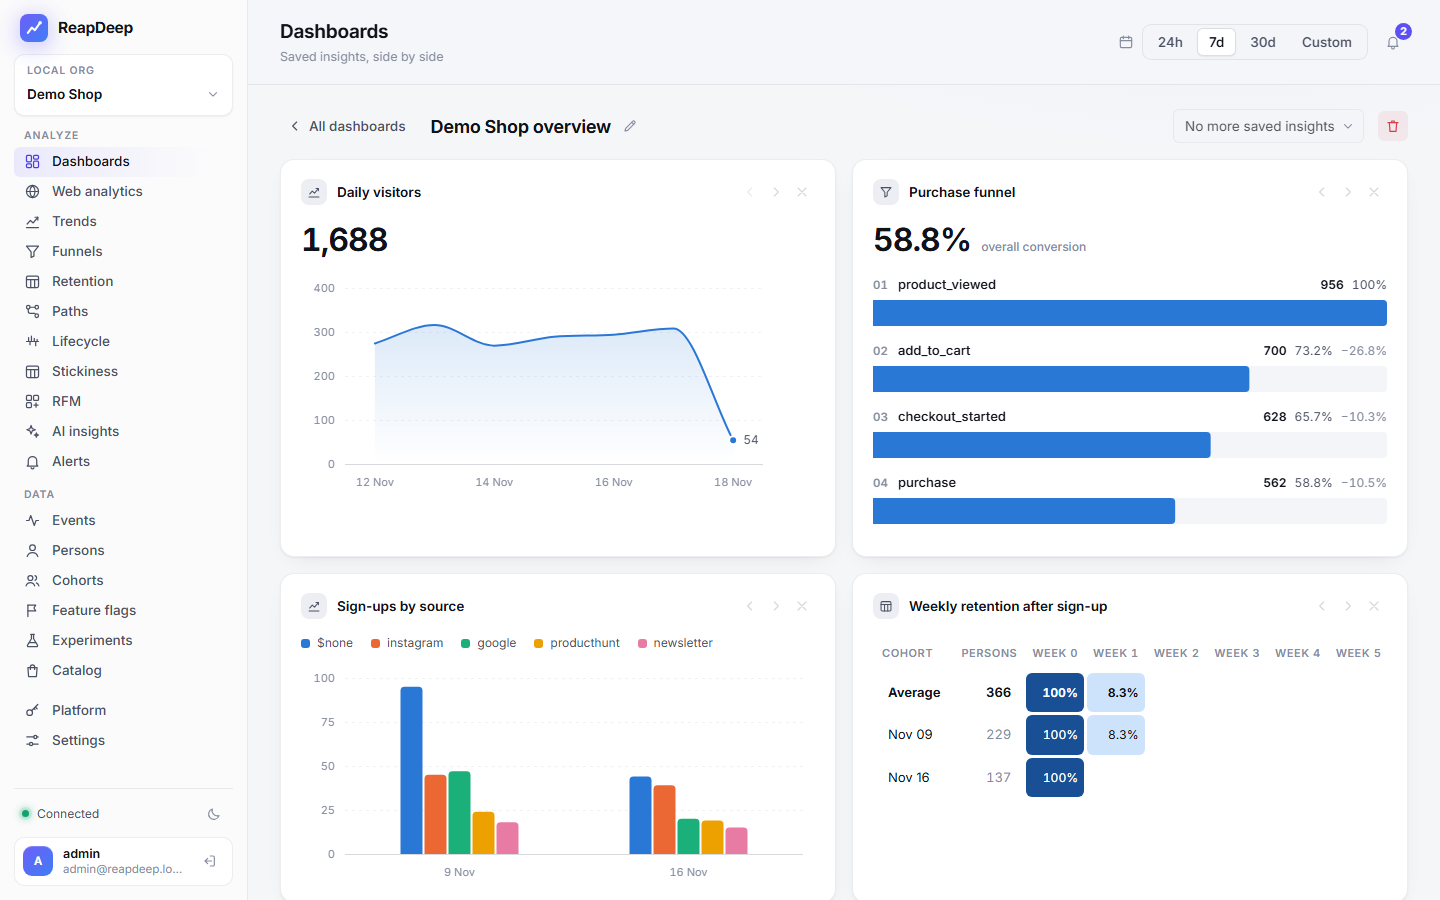 ReapDeep
LOCAL ORG
Demo Shop
ANALYZE
Dashboards
Web analytics
Trends
Funnels
Retention
Paths
Lifecycle
Stickiness
RFM
AI insights
Alerts
DATA
Events
Persons
Cohorts
Feature flags
Experiments
Catalog
Platform
Settings
Connected
A
admin
admin@reapdeep.lo...
Dashboards
Saved insights, side by side
24h 7d 30d Custom
2
All dashboards
Demo Shop overview
No more saved insights
Daily visitors
1,688
400
300
200
100
0
54
12 Nov 14 Nov 16 Nov 18 Nov
Purchase funnel
58.8% overall conversion
01 product_viewed 956 100%
02 add_to_cart 700 73.2% −26.8%
03 checkout_started 628 65.7% −10.3%
04 purchase 562 58.8% −10.5%
Sign-ups by source
$none instagram google producthunt newsletter
100
75
50
25
0
9 Nov 16 Nov
Weekly retention after sign-up
COHORT PERSONS WEEK 0 WEEK 1 WEEK 2 WEEK 3 WEEK 4 WEEK 5
Average 366 100% 8.3%
Nov 09 229 100% 8.3%
Nov 16 137 100%